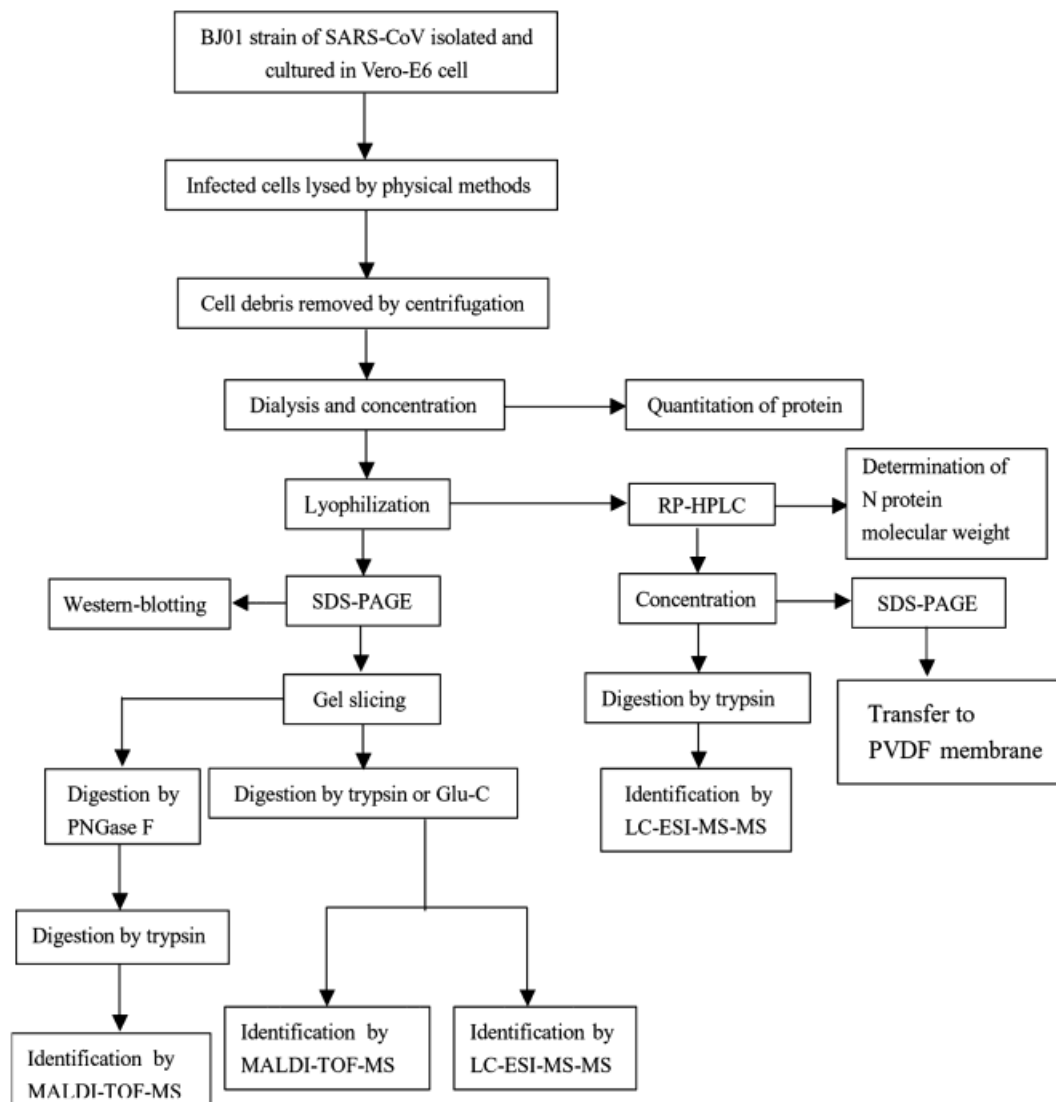 BJ01 strain of SARS-CoV isolated and
cultured in Vero-E6 cell
Infected cells lysed by physical methods
Cell debris removed by centrifugation
Dialysis and concentration
Quantitation of protein
Lyophilization
RP-HPLC
Determination of
N protein
molecular weight
Western-blotting
SDS-PAGE
Concentration
SDS-PAGE
Gel slicing
Digestion by trypsin
Transfer to
PVDF membrane
Digestion by
PNGase F
Digestion by trypsin or Glu-C
Identification by
LC-ESI-MS-MS
Digestion by trypsin
Identification by
MALDI-TOF-MS
Identification by
LC-ESI-MS-MS
Identification by
MALDI-TOF-MS